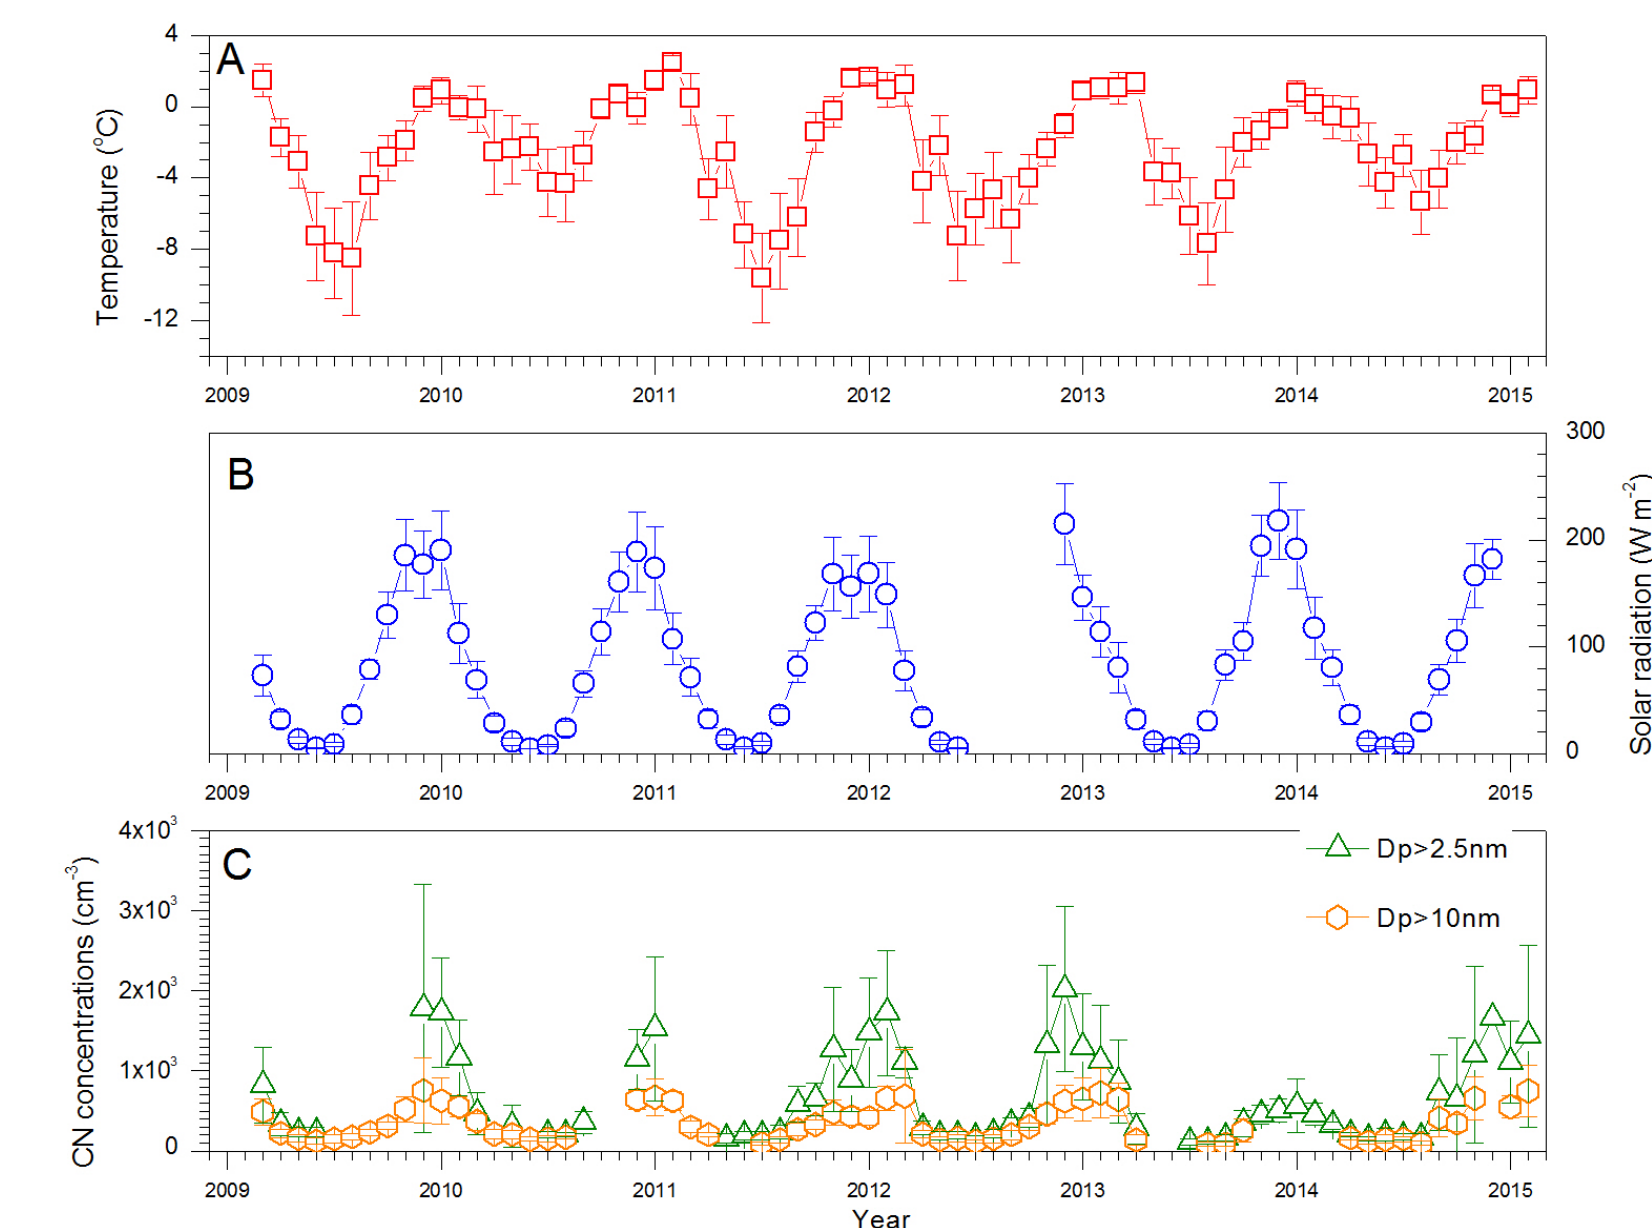 A
Temperature (°C)
4
0
-4
-8
-12
2009 2010 2011 2012 2013 2014 2015
B
Solar radiation (W m⁻²)
300
200
100
0
2009 2010 2011 2012 2013 2014 2015
C
CN concentrations (cm⁻³)
4x10³
3x10³
2x10³
1x10³
0
Dp>2.5nm
Dp>10nm
2009 2010 2011 2012 2013 2014 2015
Year